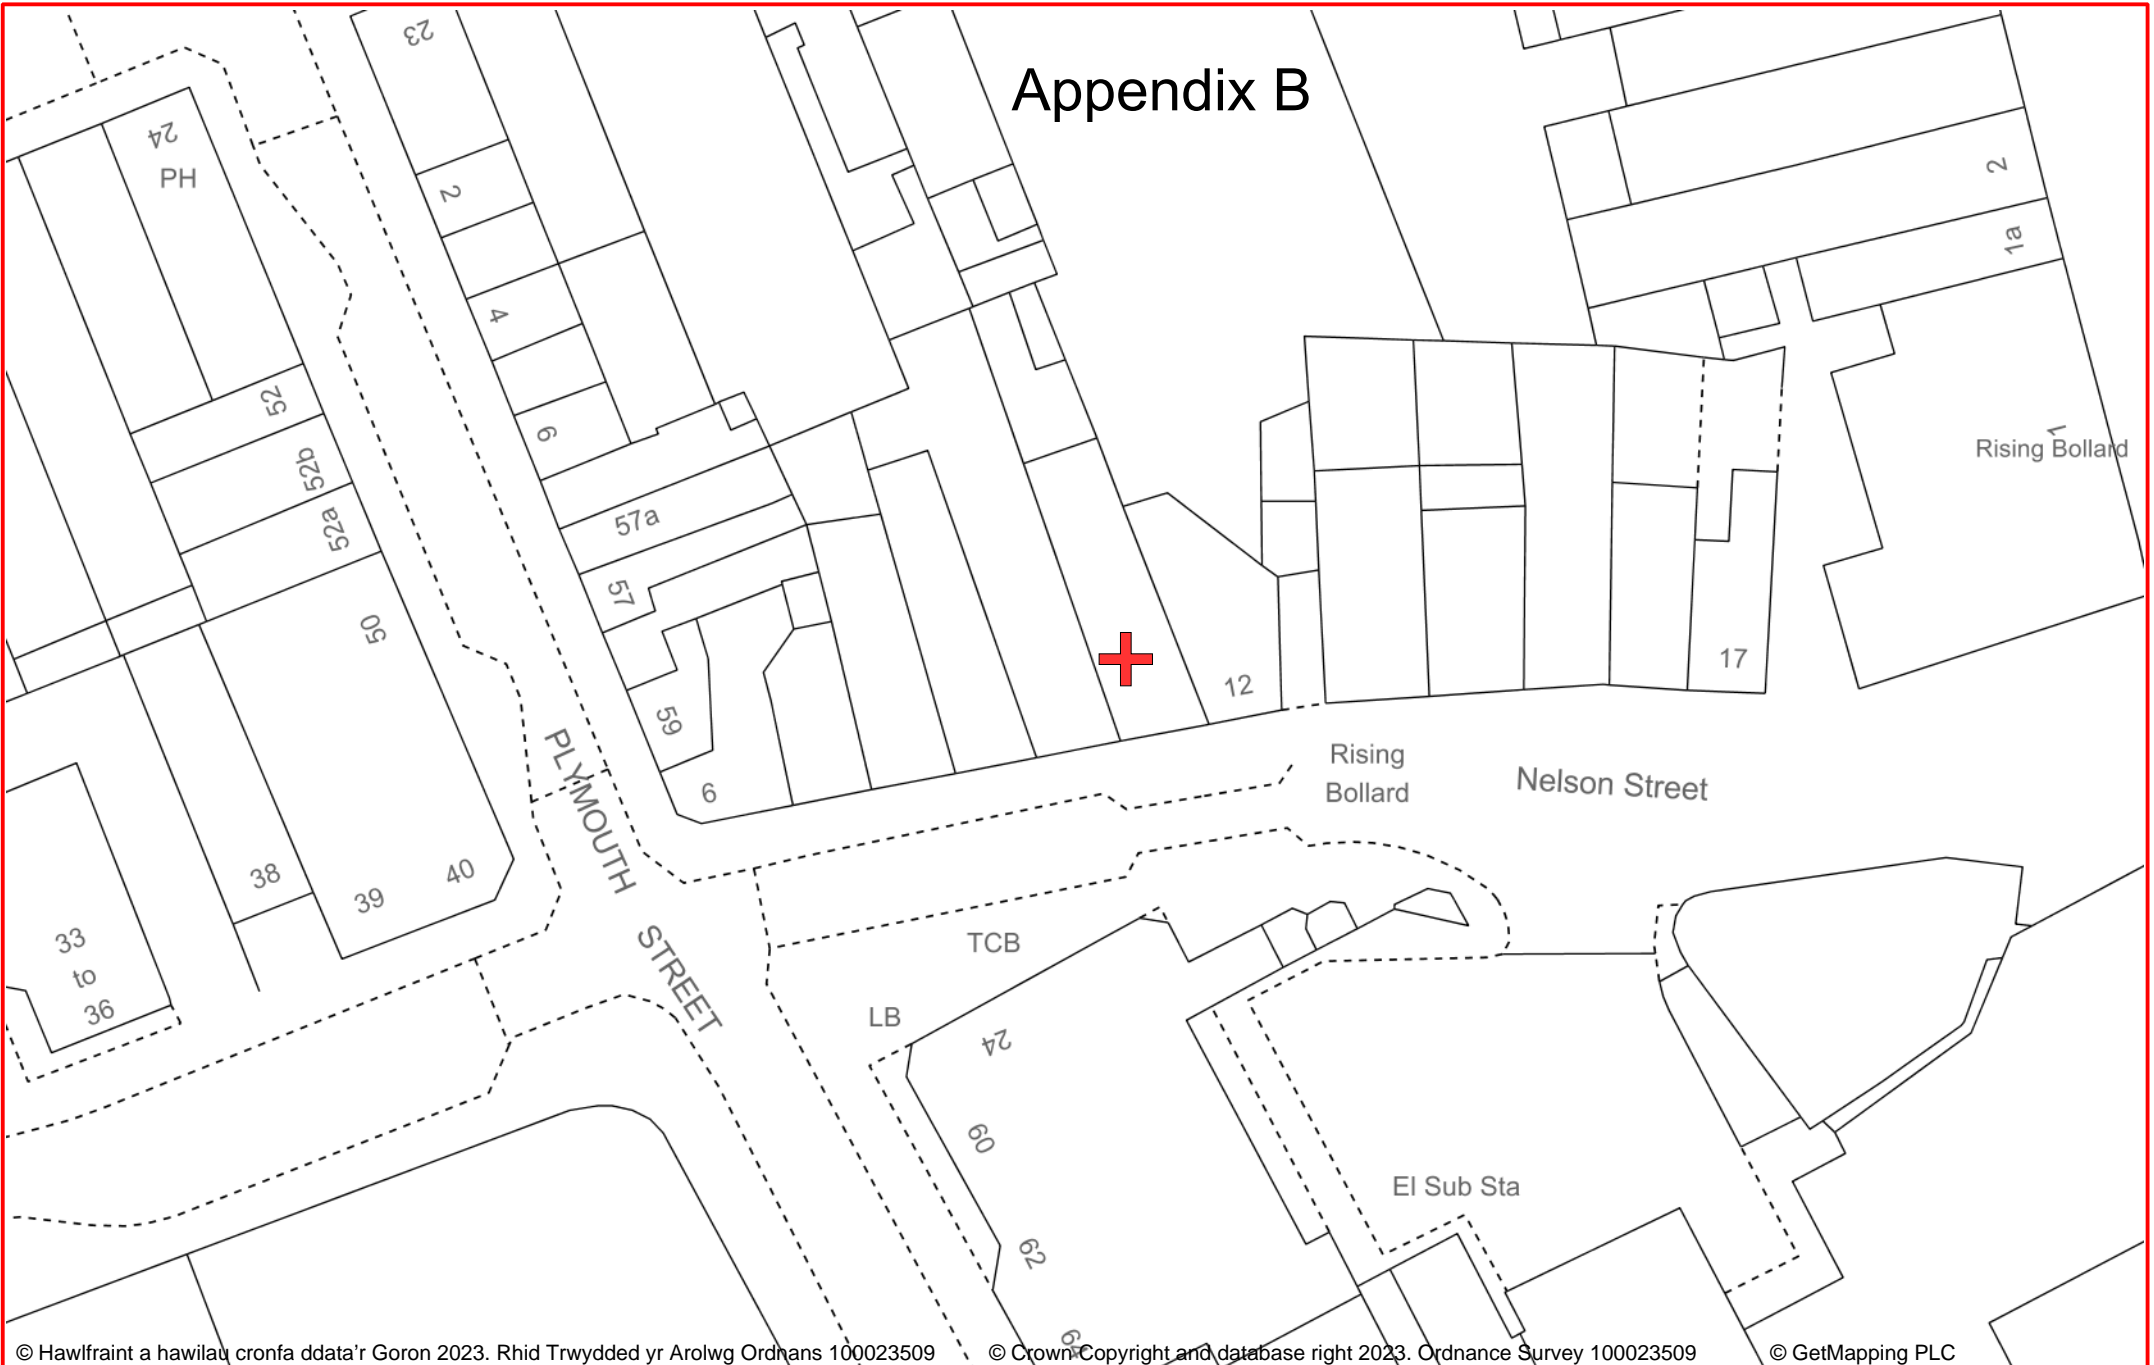 Appendix B
23
24
PH
2
4
6
52
52b
52a
50
57a
57
59
6
12
17
2
1a
1
Rising Bollard
Rising
Bollard
Nelson Street
PLYMOUTH STREET
38
39
40
33
to
36
TCB
LB
24
60
62
64
El Sub Sta
© Hawlfraint a hawilau cronfa ddata'r Goron 2023. Rhid Trwydded yr Arolwg Ordnans 100023509 © Crown Copyright and database right 2023. Ordnance Survey 100023509 © GetMapping PLC